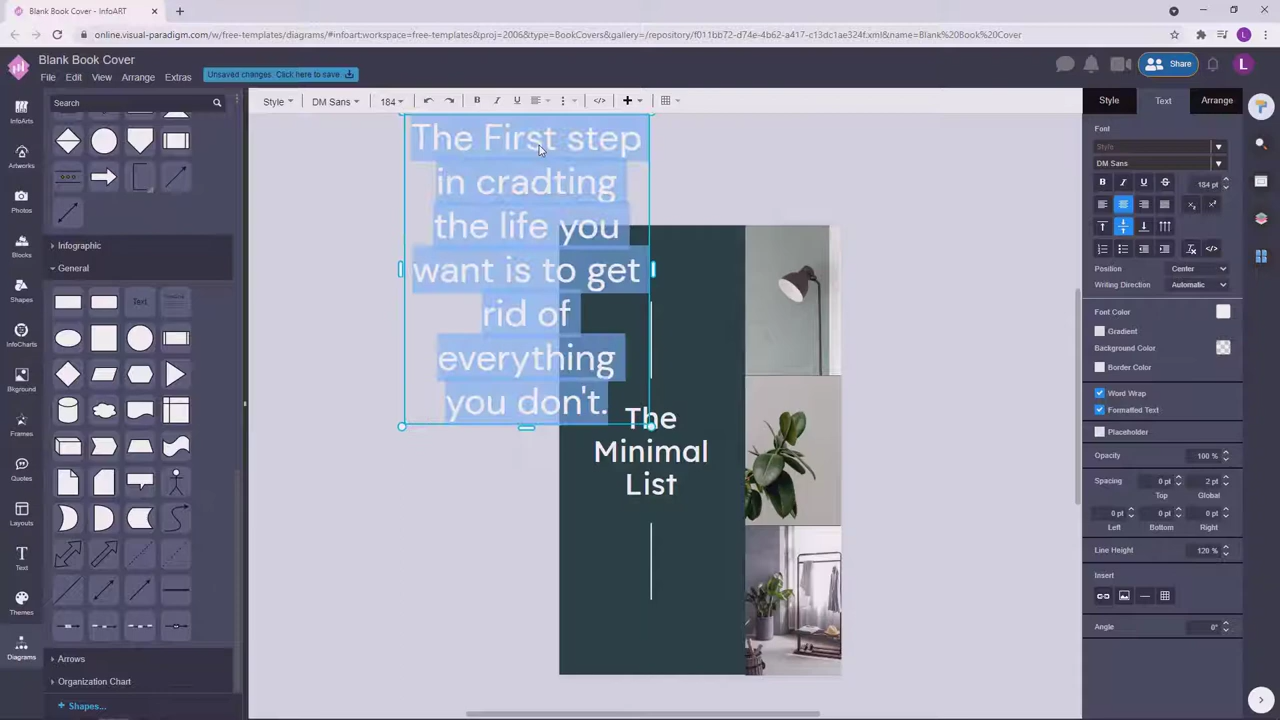 Blank Book Cover - InfoART
online.visual-paradigm.com/w/free-templates/diagrams/#infoart:workspace=free-templates&proj=2006&type=BookCovers&gallery=/repository/f011bb72-d74e-4b62-a417-c13dc1ae324f.xml&name=Blank%20Book%20Cover
L
Blank Book Cover
File Edit View Arrange Extras
Unsaved changes. Click here to save.
Share
L
Search
Style DM Sans 184
Style Text Arrange
InfoArts
Artworks
Photos
Blocks
Shapes
InfoCharts
Bkground
Frames
Quotes
Layouts
Text
Themes
Diagrams
Infographic
General
Text
Arrows
Organization Chart
+ Shapes...
The First step
in cradting
the life you
want is to get
rid of
everything
you don't.
The
Minimal
List
Font
Style
DM Sans
B I U S 184 pt
Position Center
Writing Direction Automatic
Font Color
Gradient
Background Color
Border Color
Word Wrap
Formatted Text
Placeholder
Opacity 100 %
Spacing 0 pt 2 pt
Top Global
0 pt 0 pt 0 pt
Left Bottom Right
Line Height 120 %
Insert
Angle 0°